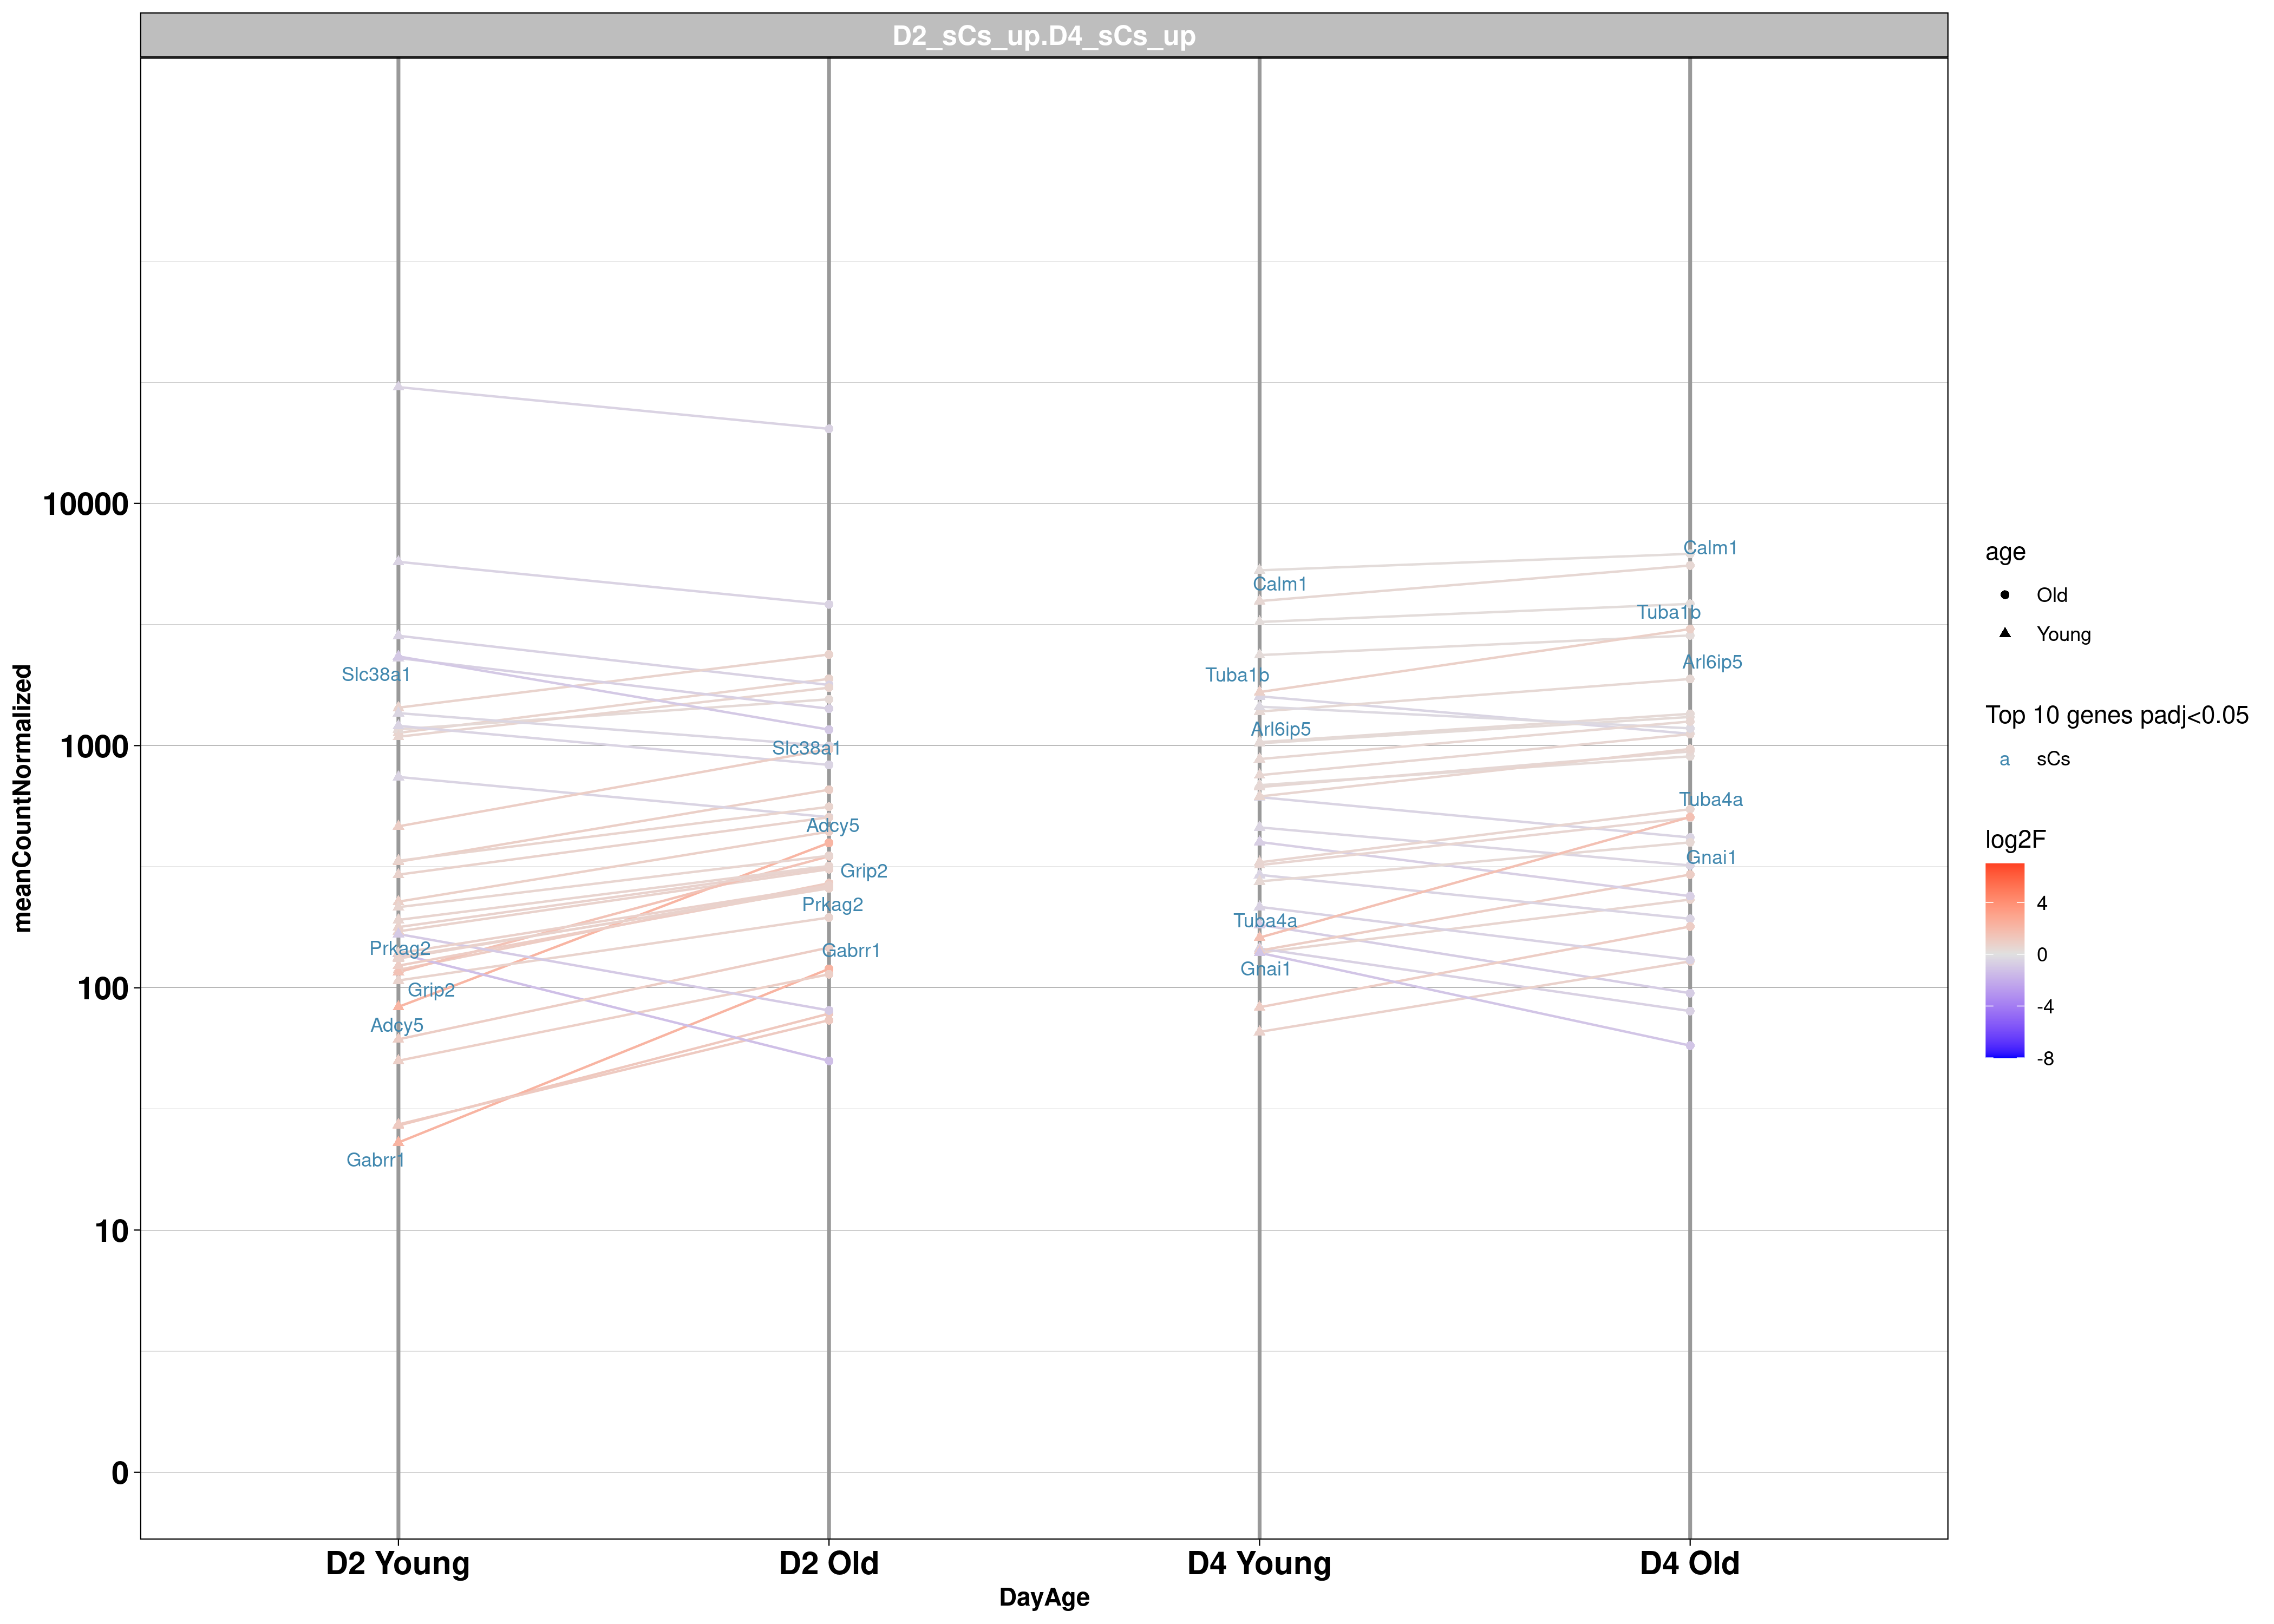 D2_sCs_up.D4_sCs_up
meanCountNormalized
10000
1000
100
10
0
Slc38a1
Prkag2
Grip2
Adcy5
Gabrr1
Slc38a1
Adcy5
Grip2
Prkag2
Gabrr1
Calm1
Tuba1b
Arl6ip5
Tuba4a
Gnai1
Calm1
Tuba1b
Arl6ip5
Tuba4a
Gnai1
D2 Young
D2 Old
D4 Young
D4 Old
DayAge
age
Old
Young
Top 10 genes padj<0.05
a sCs
log2F
4
0
-4
-8